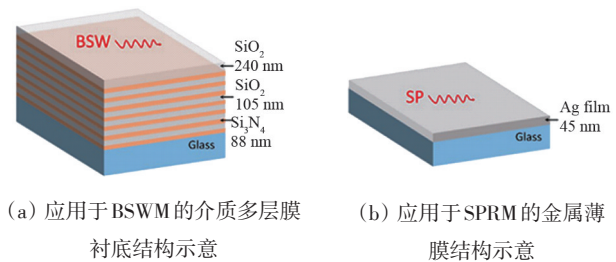 BSW
SiO2
240 nm
SiO2
105 nm
Si3N4
88 nm
Glass
SP
Ag film
45 nm
Glass
(a) 应用于BSWM的介质多层膜
衬底结构示意
(b) 应用于SPRM的金属薄
膜结构示意